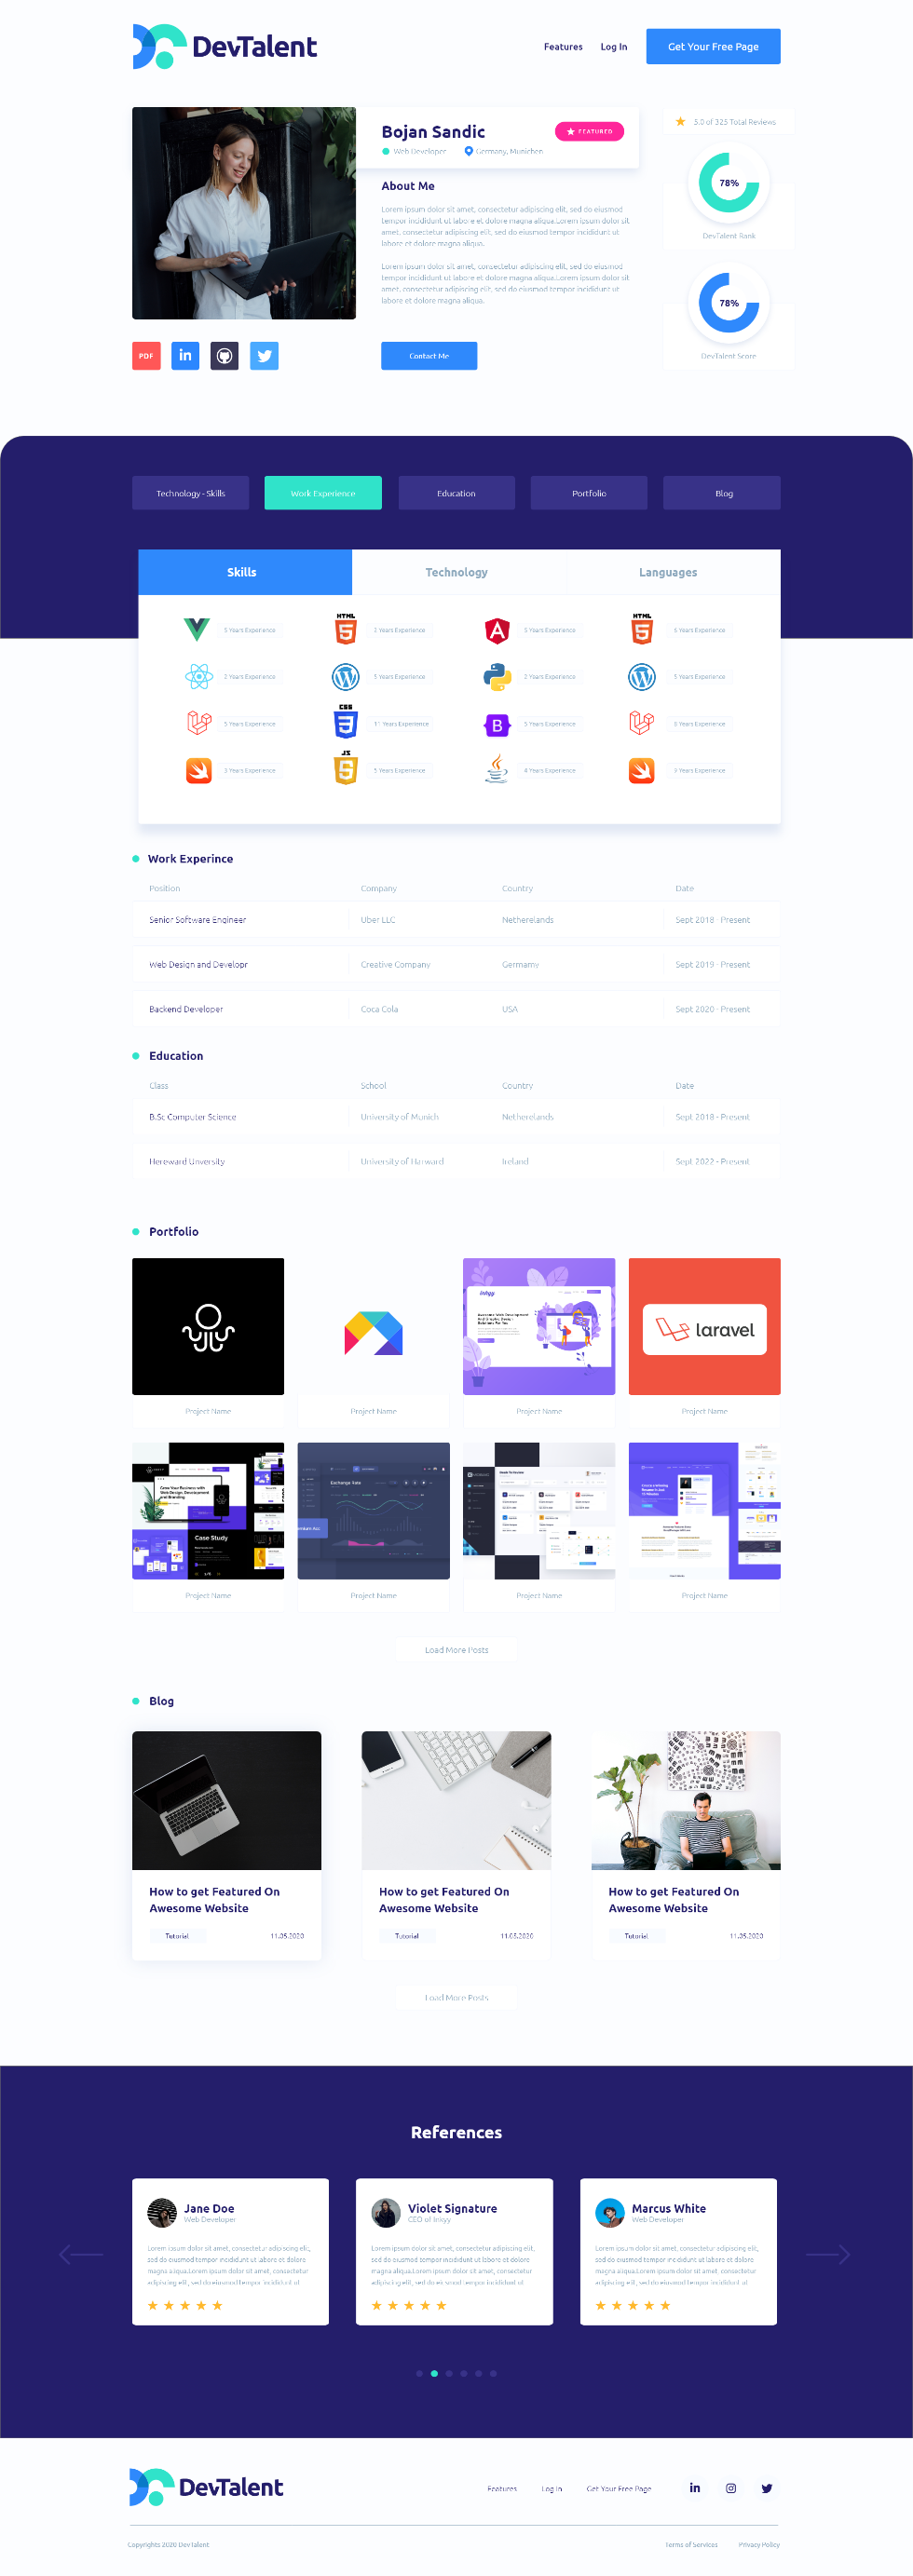 DevTalent
Features Log In Get Your Free Page
Bojan Sandic
FEATURED
Web Developer Germany, Munichen
5.0 of 325 Total Reviews
78%
DevTalent Rank
78%
DevTalent Score
About Me
Lorem ipsum dolor sit amet, consectetur adipiscing elit, sed do eiusmod
tempor incididunt ut labore et dolore magna aliqua.Lorem ipsum dolor sit
amet, consectetur adipiscing elit, sed do eiusmod tempor incididunt ut
labore et dolore magna aliqua.
Lorem ipsum dolor sit amet, consectetur adipiscing elit, sed do eiusmod
tempor incididunt ut labore et dolore magna aliqua.Lorem ipsum dolor sit
amet, consectetur adipiscing elit, sed do eiusmod tempor incididunt ut
labore et dolore magna aliqua.
PDF in
Contact Me
Technology - Skills Work Experience Education Portfolio Blog
Skills Technology Languages
5 Years Experience HTML 5 2 Years Experience 5 Years Experience HTML 5 5 Years Experience
2 Years Experience 5 Years Experience 2 Years Experience 5 Years Experience
5 Years Experience CSS 3 11 Years Experience B 5 Years Experience 5 Years Experience
3 Years Experience JS 5 5 Years Experience 4 Years Experience 3 Years Experience
Work Experince
Position Company Country Date
Senior Software Engineer Uber LLC Netherelands Sept 2018 - Present
Web Design and Developr Creative Company Germamy Sept 2019 - Present
Backend Developer Coca Cola USA Sept 2020 - Present
Education
Class School Country Date
B.Sc Computer Science University of Munich Netherelands Sept 2018 - Present
Hereward Unversity University of Harward Ireland Sept 2022 - Present
Portfolio
inkyy
Awesome Web Development
laravel
Project Name Project Name Project Name Project Name
Grow Your Business with
Web Design, Development
and Branding
Case Study
Exchange Rate
Project Name Project Name Project Name Project Name
Load More Posts
Blog
How to get Featured On
Awesome Website
Tutorial 11.05.2020
How to get Featured On
Awesome Website
Tutorial 11.05.2020
How to get Featured On
Awesome Website
Tutorial 11.05.2020
Load More Posts
References
Jane Doe
Web Developer
Lorem ipsum dolor sit amet, consectetur adipiscing elit,
sed do eiusmod tempor incididunt ut labore et dolore
magna aliqua.Lorem ipsum dolor sit amet, consectetur
adipiscing elit, sed do eiusmod tempor incididunt ut
Violet Signature
CEO of Inkyy
Lorem ipsum dolor sit amet, consectetur adipiscing elit,
sed do eiusmod tempor incididunt ut labore et dolore
magna aliqua.Lorem ipsum dolor sit amet, consectetur
adipiscing elit, sed do eiusmod tempor incididunt ut
Marcus White
Web Developer
Lorem ipsum dolor sit amet, consectetur adipiscing elit,
sed do eiusmod tempor incididunt ut labore et dolore
magna aliqua.Lorem ipsum dolor sit amet, consectetur
adipiscing elit, sed do eiusmod tempor incididunt ut
DevTalent
Features Log In Get Your Free Page in
Copyrights 2020 DevTalent Terms of Services Privacy Policy